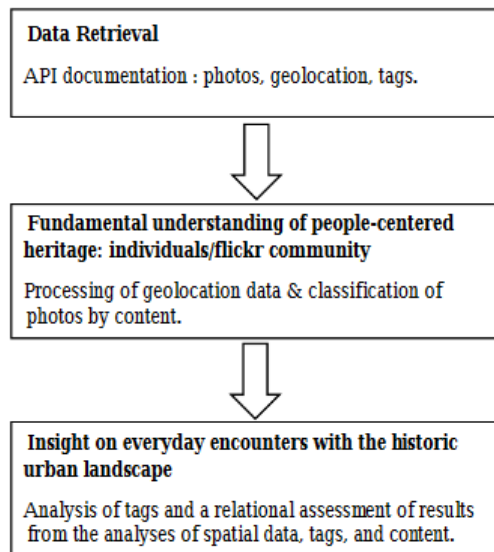 Data Retrieval
API documentation : photos, geolocation, tags.
Fundamental understanding of people-centered
heritage: individuals/flickr community
Processing of geolocation data & classification of
photos by content.
Insight on everyday encounters with the historic
urban landscape
Analysis of tags and a relational assessment of results
from the analyses of spatial data, tags, and content.